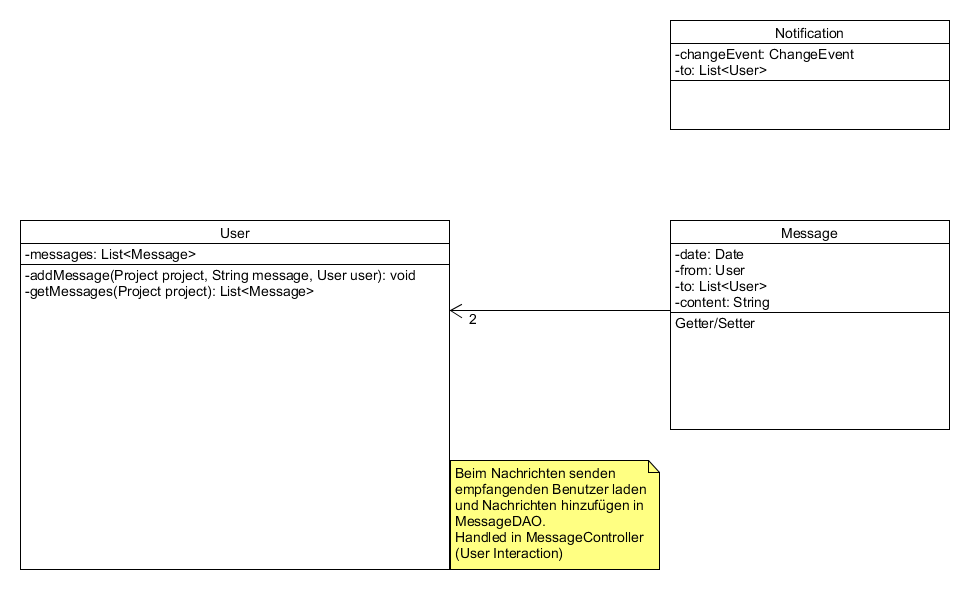 Notification
-changeEvent: ChangeEvent
-to: List<User>
User
-messages: List<Message>
-addMessage(Project project, String message, User user): void
-getMessages(Project project): List<Message>
2
Message
-date: Date
-from: User
-to: List<User>
-content: String
Getter/Setter
Beim Nachrichten senden
empfangenden Benutzer laden
und Nachrichten hinzufügen in
MessageDAO.
Handled in MessageController
(User Interaction)